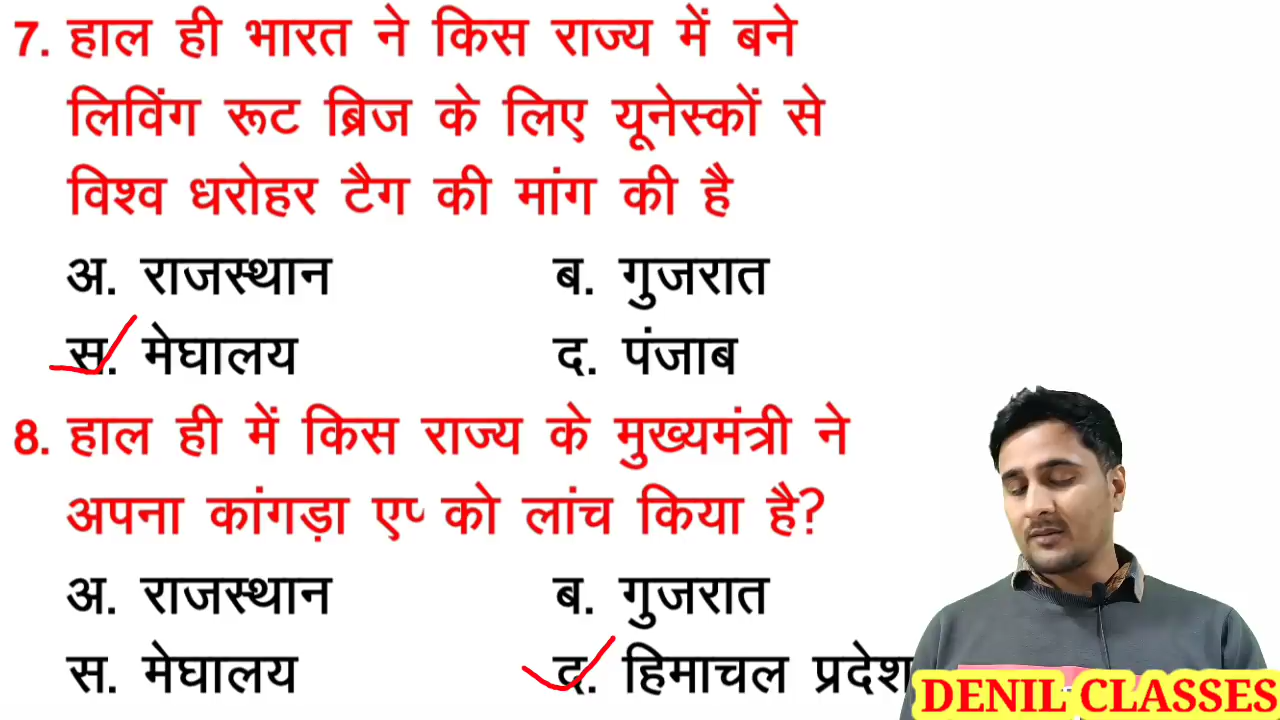 7. हाल ही भारत ने किस राज्य में बने
लिविंग रूट ब्रिज के लिए यूनेस्कों से
विश्व धरोहर टैग की मांग की है
अ. राजस्थान ब. गुजरात
स. मेघालय द. पंजाब
8. हाल ही में किस राज्य के मुख्यमंत्री ने
अपना कांगड़ा को लांच किया है?
अ. राजस्थान ब. गुजरात
स. मेघालय द. हिमाचल प्रदेश
DENIL CLASSES